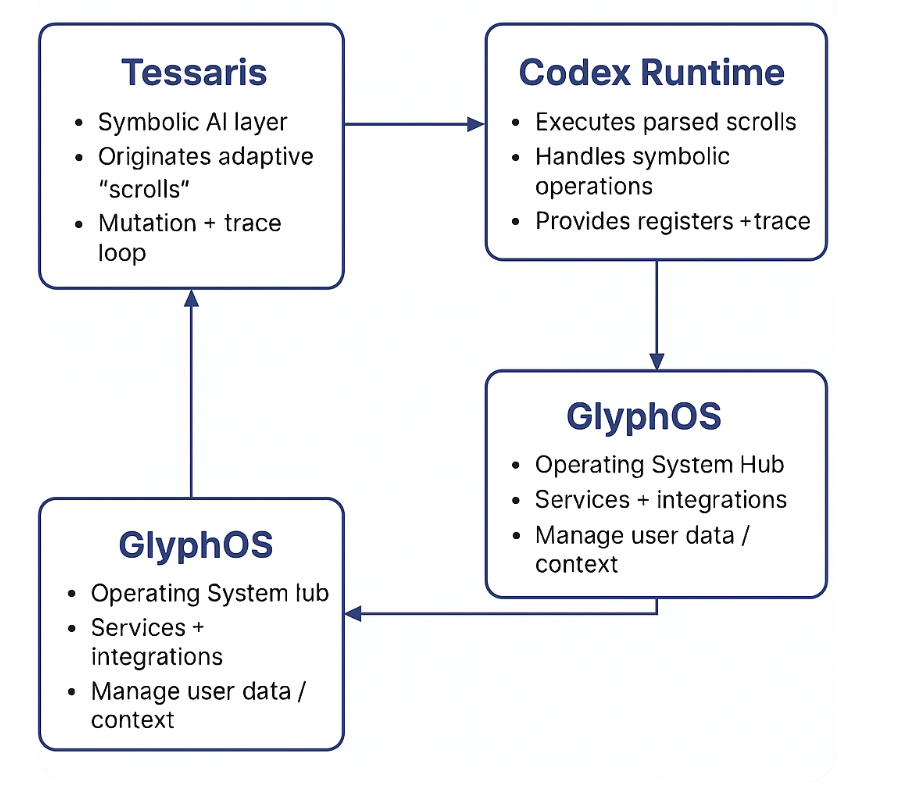 Tessaris
• Symbolic AI layer
• Originates adaptive
“scrolls”
• Mutation + trace
loop
Codex Runtime
• Executes parsed scrolls
• Handles symbolic
operations
• Provides registers +trace
GlyphOS
• Operating System Hub
• Services + integrations
• Manage user data /
context
GlyphOS
• Operating System lub
• Services +
integrations
• Manage user data /
context